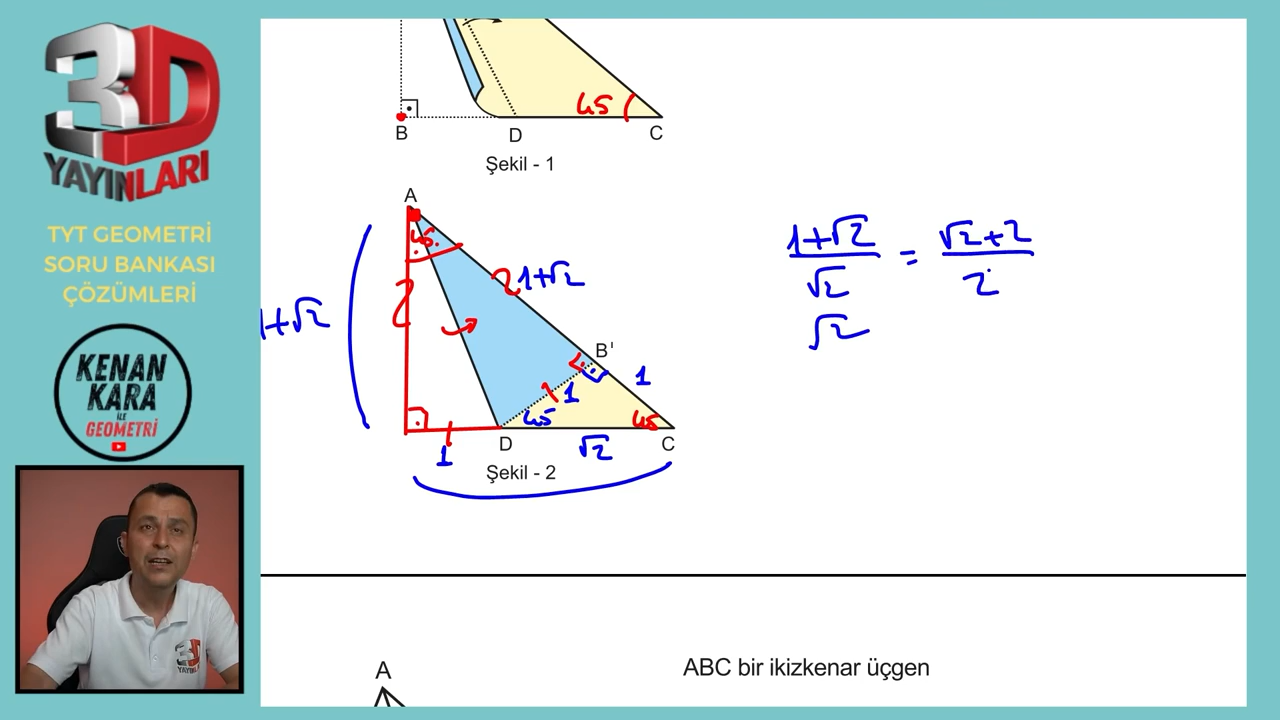 3D
YAYINLARI
TYT GEOMETRİ
SORU BANKASI
ÇÖZÜMLERİ
KENAN
KARA
İLE
GEOMETRİ
3D
YAYINLARI
45
B
D
C
Şekil - 1
A
45
1+√2
1+√2
B'
1
1
45
45
1
D
√2
C
Şekil - 2
1+√2 / √2 = √2+2 / 2
√2
A
ABC bir ikizkenar üçgen